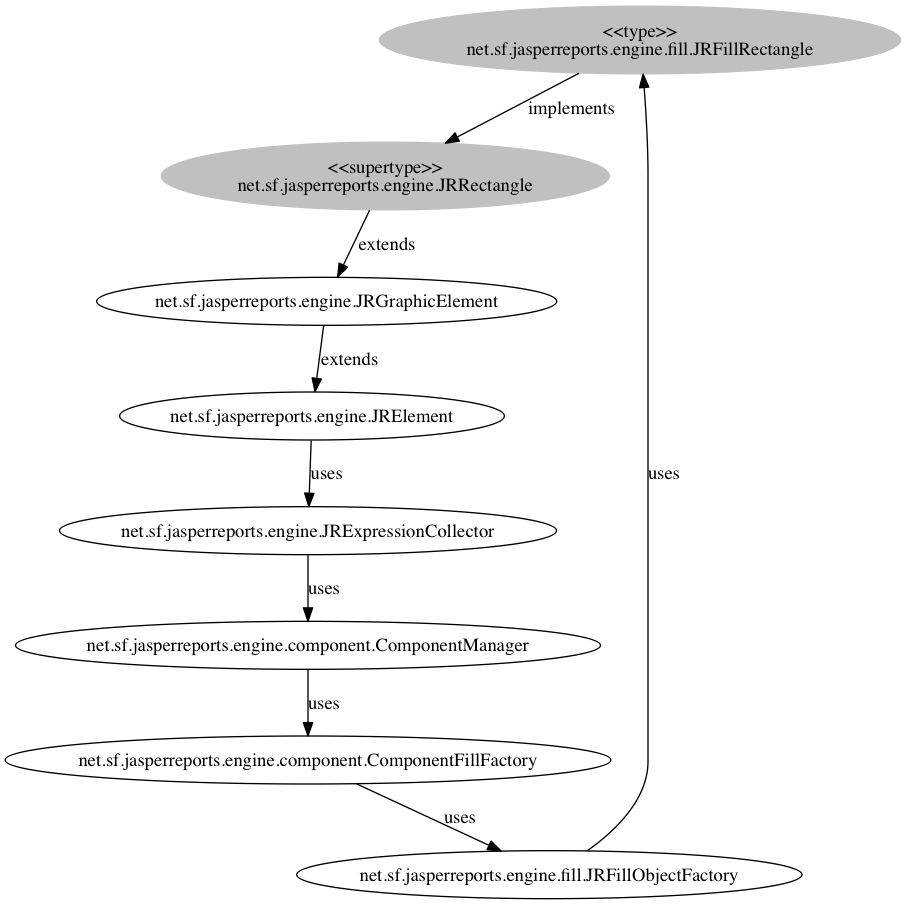 <<type>>
net.sf.jasperreports.engine.fill.JRFillRectangle
implements
<<supertype>>
net.sf.jasperreports.engine.JRRectangle
extends
net.sf.jasperreports.engine.JRGraphicElement
extends
net.sf.jasperreports.engine.JRElement
uses
uses
net.sf.jasperreports.engine.JRExpressionCollector
uses
net.sf.jasperreports.engine.component.ComponentManager
uses
net.sf.jasperreports.engine.component.ComponentFillFactory
uses
net.sf.jasperreports.engine.fill.JRFillObjectFactory